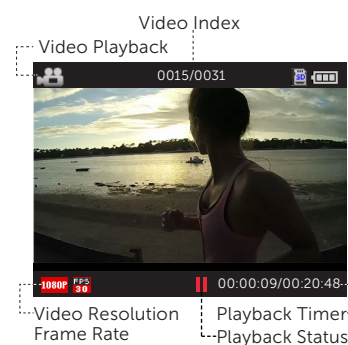 Video Index
Video Playback
0015/0031
SD
1080P
FPS
30
00:00:09/00:20:48
Video Resolution
Frame Rate
Playback Timer
Playback Status